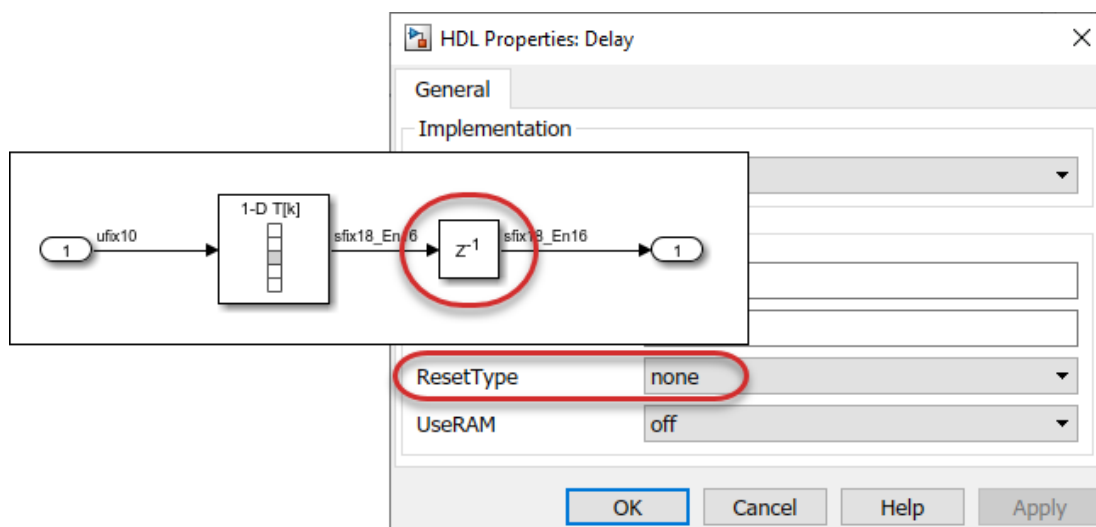 HDL Properties: Delay
General
Implementation
1-D T[k]
1
ufix10
sfix18_En16
Z-1
sfix18_En16
1
ResetType
none
UseRAM
off
OK
Cancel
Help
Apply